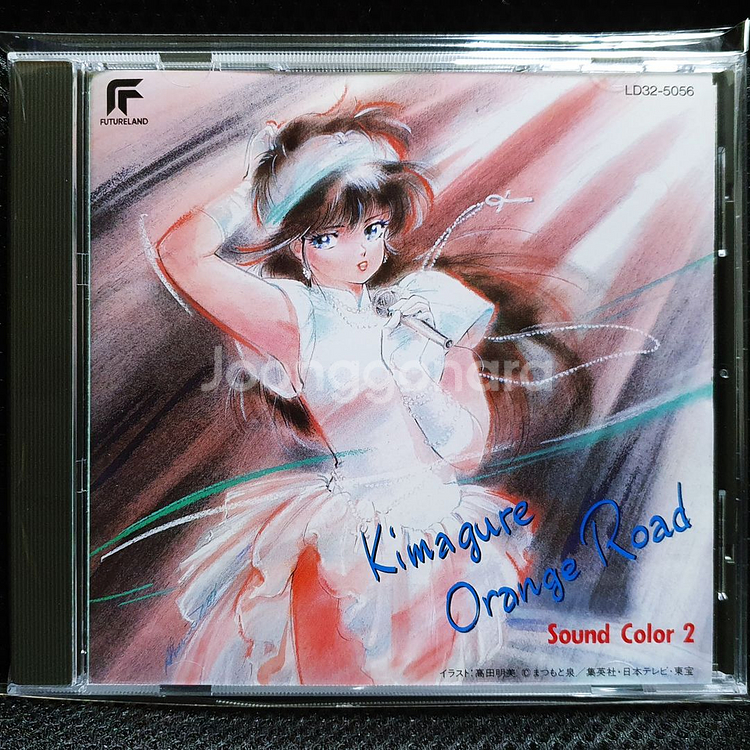 FUTURELAND
LD32-5056
Joonggonara
Kimagure
Orange Road
Sound Color 2
イラスト:高田明美 ©まつもと泉/集英社・日本テレビ・東宝